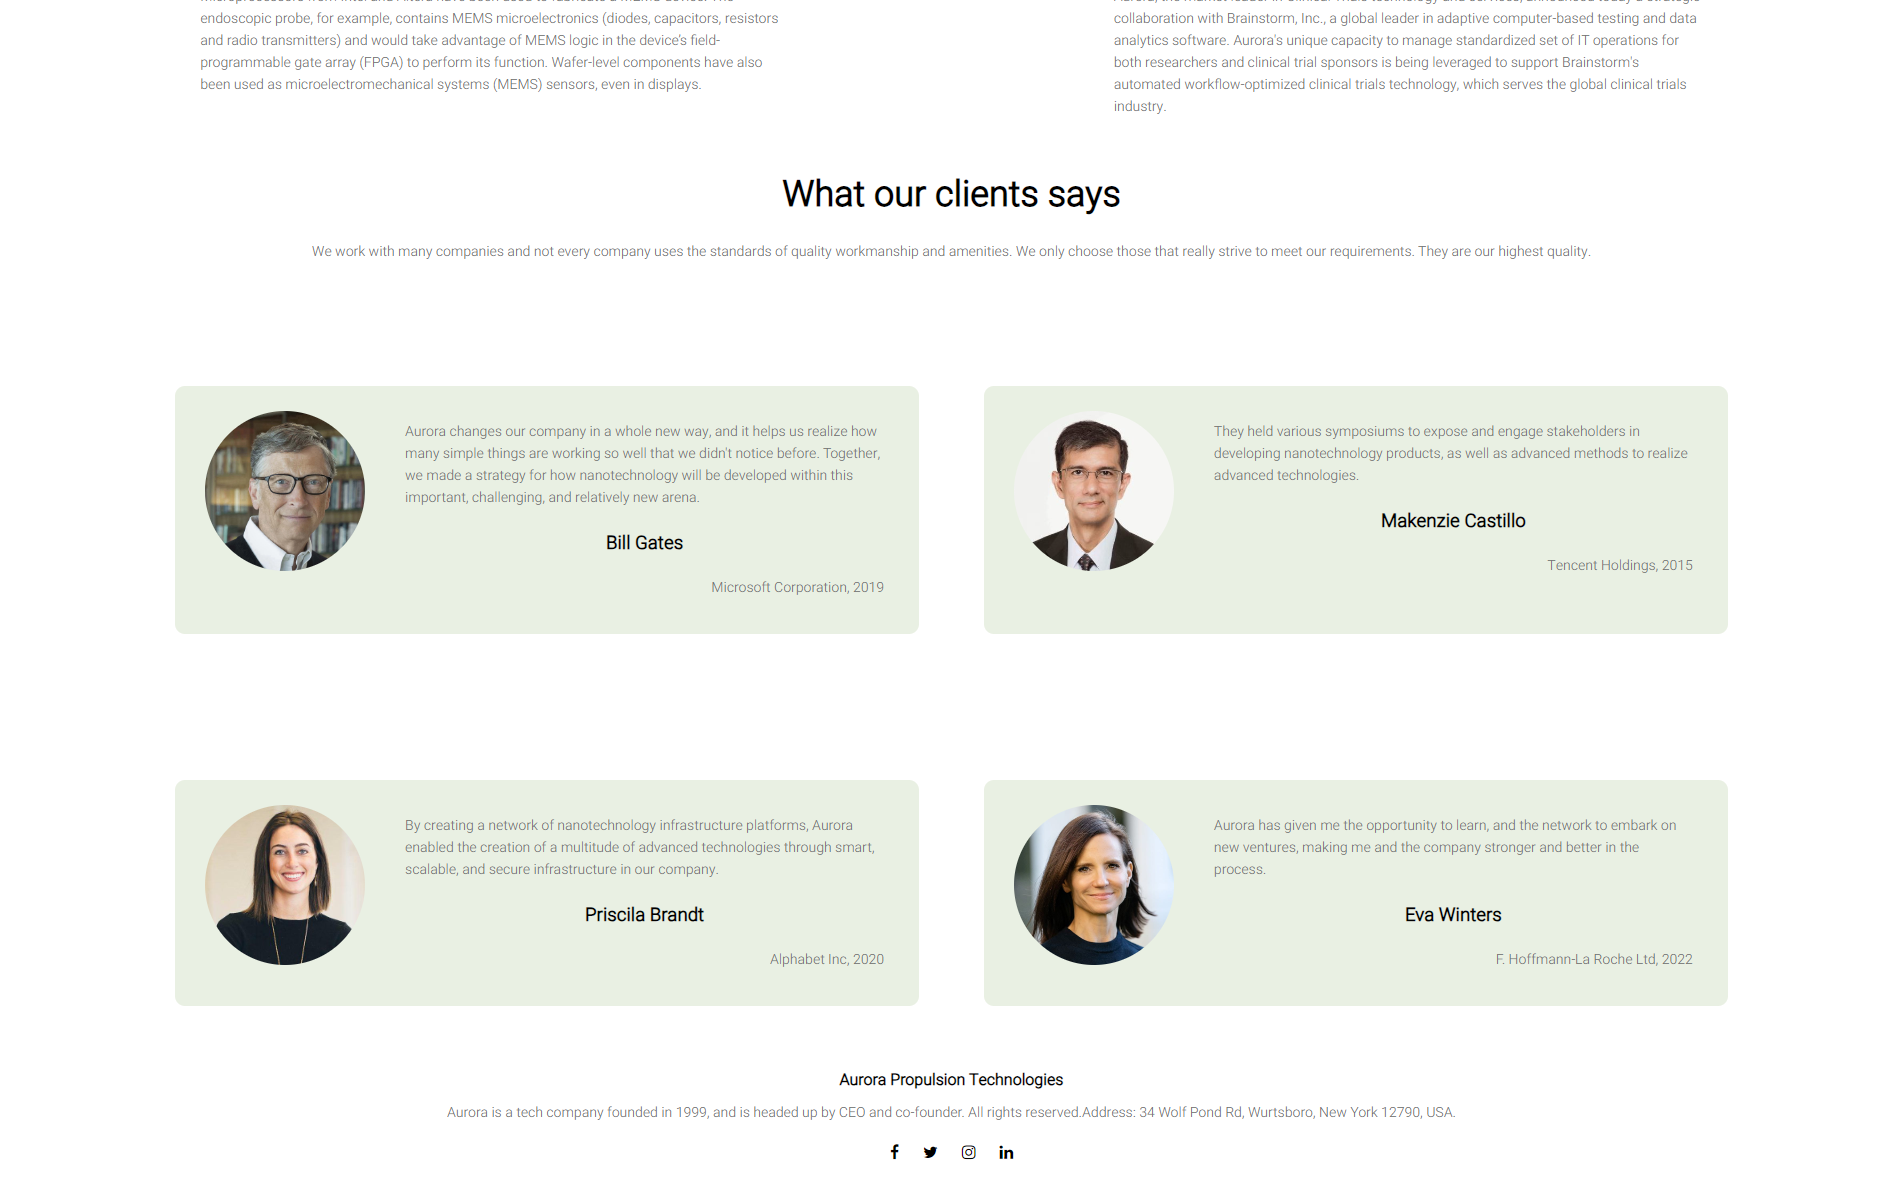 endoscopic probe, for example, contains MEMS microelectronics (diodes, capacitors, resistors
and radio transmitters) and would take advantage of MEMS logic in the device's field-
programmable gate array (FPGA) to perform its function. Wafer-level components have also
been used as microelectromechanical systems (MEMS) sensors, even in displays.
collaboration with Brainstorm, Inc., a global leader in adaptive computer-based testing and data
analytics software. Aurora's unique capacity to manage standardized set of IT operations for
both researchers and clinical trial sponsors is being leveraged to support Brainstorm's
automated workflow-optimized clinical trials technology, which serves the global clinical trials
industry.
What our clients says
We work with many companies and not every company uses the standards of quality workmanship and amenities. We only choose those that really strive to meet our requirements. They are our highest quality.
Aurora changes our company in a whole new way, and it helps us realize how
many simple things are working so well that we didn't notice before. Together,
we made a strategy for how nanotechnology will be developed within this
important, challenging, and relatively new arena.
Bill Gates
Microsoft Corporation, 2019
They held various symposiums to expose and engage stakeholders in
developing nanotechnology products, as well as advanced methods to realize
advanced technologies.
Makenzie Castillo
Tencent Holdings, 2015
By creating a network of nanotechnology infrastructure platforms, Aurora
enabled the creation of a multitude of advanced technologies through smart,
scalable, and secure infrastructure in our company.
Priscila Brandt
Alphabet Inc, 2020
Aurora has given me the opportunity to learn, and the network to embark on
new ventures, making me and the company stronger and better in the
process.
Eva Winters
F. Hoffmann-La Roche Ltd, 2022
Aurora Propulsion Technologies
Aurora is a tech company founded in 1999, and is headed up by CEO and co-founder. All rights reserved.Address: 34 Wolf Pond Rd, Wurtsboro, New York 12790, USA.